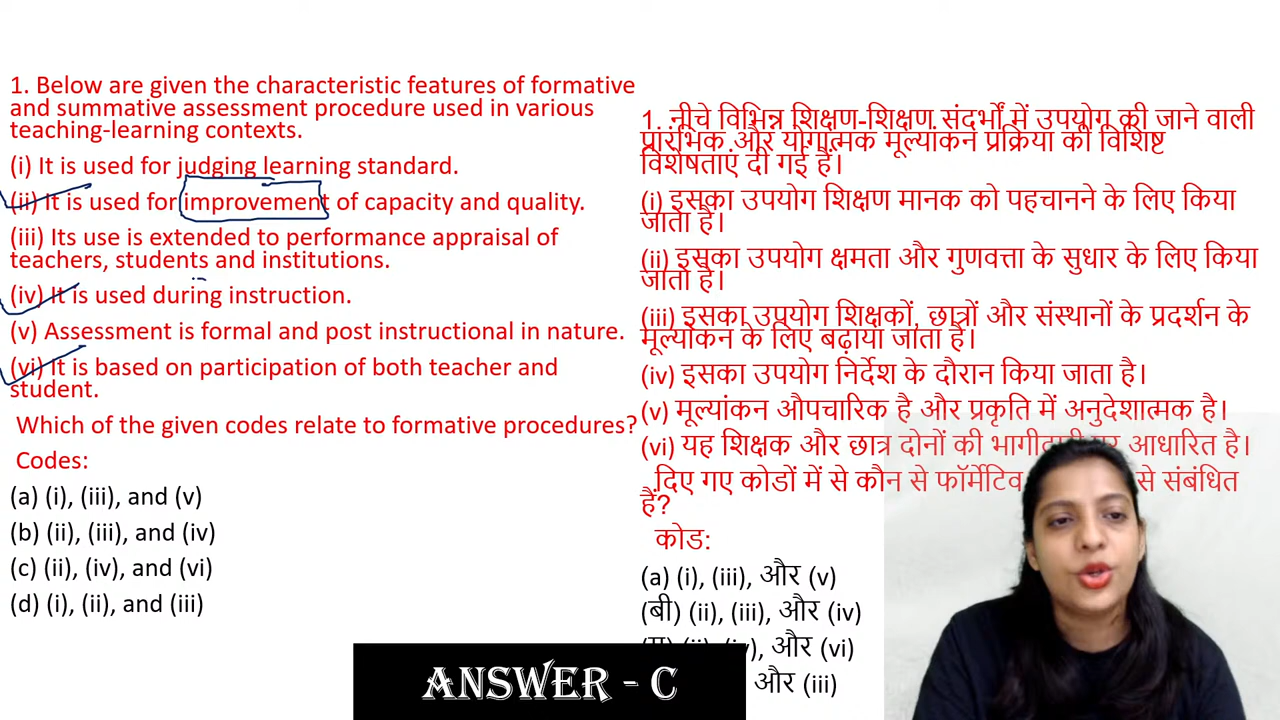 1. Below are given the characteristic features of formative
and summative assessment procedure used in various
teaching-learning contexts.
(i) It is used for judging learning standard.
(ii) It is used for improvement of capacity and quality.
(iii) Its use is extended to performance appraisal of
teachers, students and institutions.
(iv) It is used during instruction.
(v) Assessment is formal and post instructional in nature.
(vi) It is based on participation of both teacher and
student.
Which of the given codes relate to formative procedures?
Codes:
(a) (i), (iii), and (v)
(b) (ii), (iii), and (iv)
(c) (ii), (iv), and (vi)
(d) (i), (ii), and (iii)
1. नीचे विभिन्न शिक्षण-शिक्षण संदर्भों में उपयोग की जाने वाली
प्रारंभिक और योगात्मक मूल्यांकन प्रक्रिया की विशिष्ट
विशेषताएं दी गई हैं।
(i) इसका उपयोग शिक्षण मानक को पहचानने के लिए किया
जाता है।
(ii) इसका उपयोग क्षमता और गुणवत्ता के सुधार के लिए किया
जाता है।
(iii) इसका उपयोग शिक्षकों, छात्रों और संस्थानों के प्रदर्शन के
मूल्यांकन के लिए बढ़ाया जाता है।
(iv) इसका उपयोग निर्देश के दौरान किया जाता है।
(v) मूल्यांकन औपचारिक है और प्रकृति में अनुदेशात्मक है।
(vi) यह शिक्षक और छात्र दोनों की भागीदारी पर आधारित है।
दिए गए कोडों में से कौन से फॉर्मेटिव से संबंधित
हैं?
कोड:
(a) (i), (iii), और (v)
(बी) (ii), (iii), और (iv)
और (vi)
और (iii)
ANSWER - C